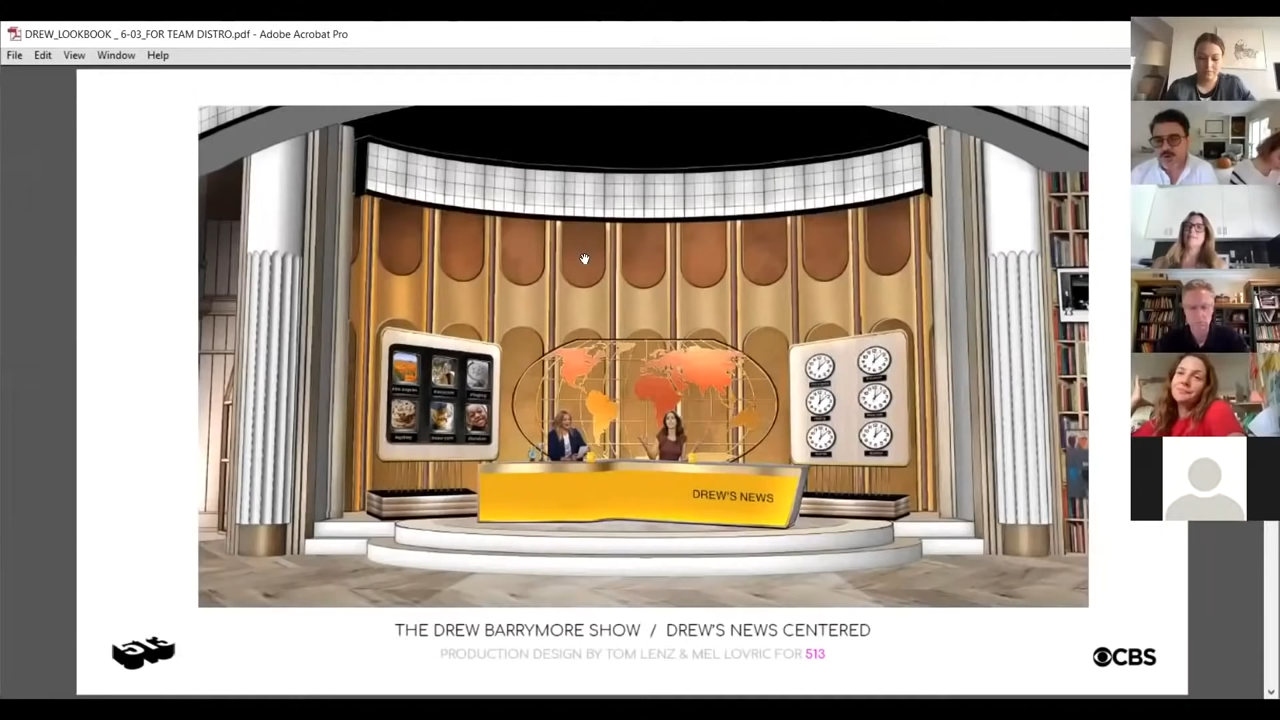 DREW_LOOKBOOK _ 6-03_FOR TEAM DISTRO.pdf - Adobe Acrobat Pro
File Edit View Window Help
DREW'S NEWS
THE DREW BARRYMORE SHOW / DREW'S NEWS CENTERED
PRODUCTION DESIGN BY TOM LENZ & MEL LOVRIC FOR 513
513
CBS